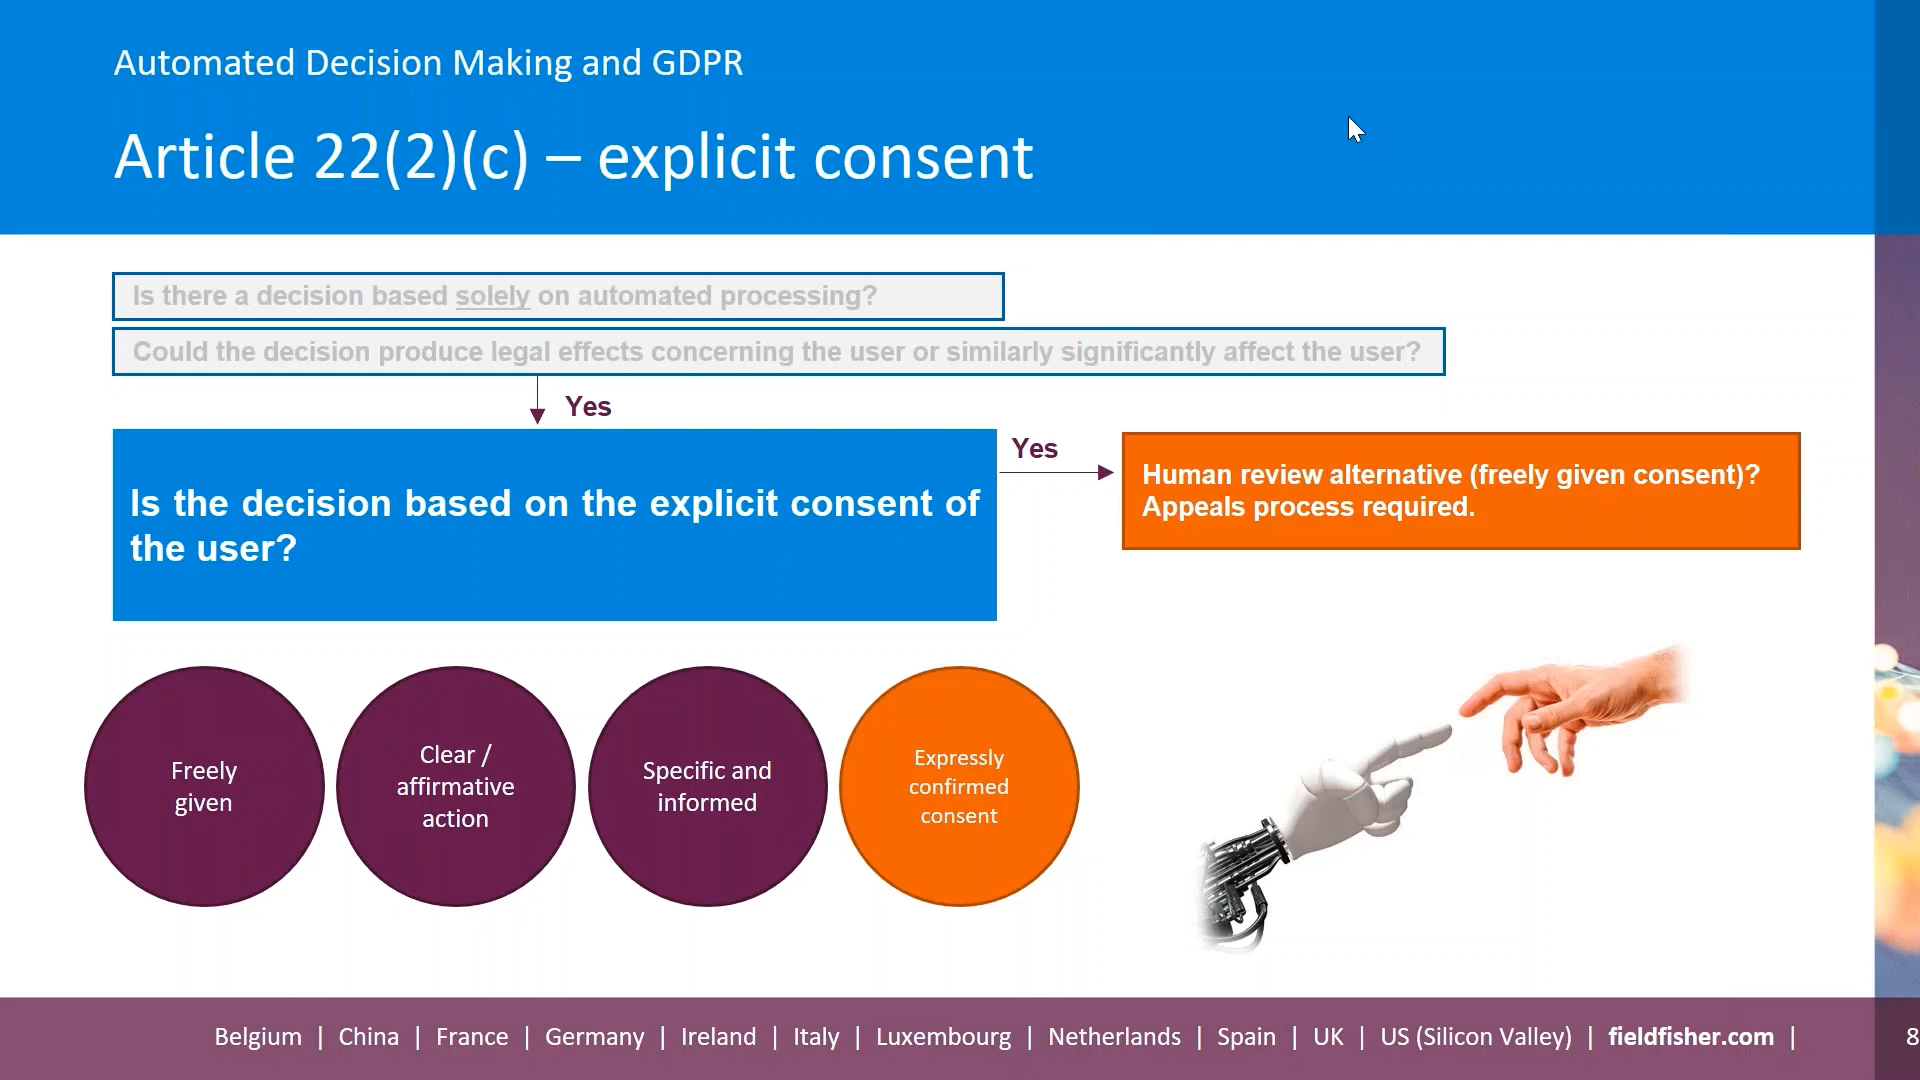 Automated Decision Making and GDPR
Article 22(2)(c) – explicit consent
Is there a decision based solely on automated processing?
Could the decision produce legal effects concerning the user or similarly significantly affect the user?
Yes
Is the decision based on the explicit consent of
the user?
Yes
Human review alternative (freely given consent)?
Appeals process required.
Freely
given
Clear /
affirmative
action
Specific and
informed
Expressly
confirmed
consent
Belgium | China | France | Germany | Ireland | Italy | Luxembourg | Netherlands | Spain | UK | US (Silicon Valley) | fieldfisher.com | 8